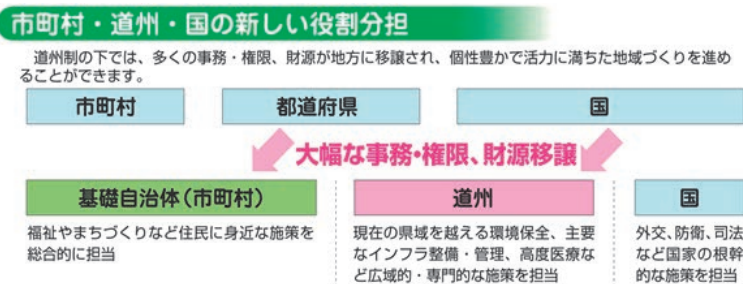 市町村・道州・国の新しい役割分担
道州制の下では、多くの事務・権限、財源が地方に移譲され、個性豊かで活力に満ちた地域づくりを進め
ることができます。
市町村
都道府県
国
大幅な事務・権限、財源移譲
基礎自治体(市町村)
道州
国
福祉やまちづくりなど住民に身近な施策を
総合的に担当
現在の県域を越える環境保全、主要
なインフラ整備・管理、高度医療な
ど広域的・専門的な施策を担当
外交、防衛、司法
など国家の根幹
的な施策を担当